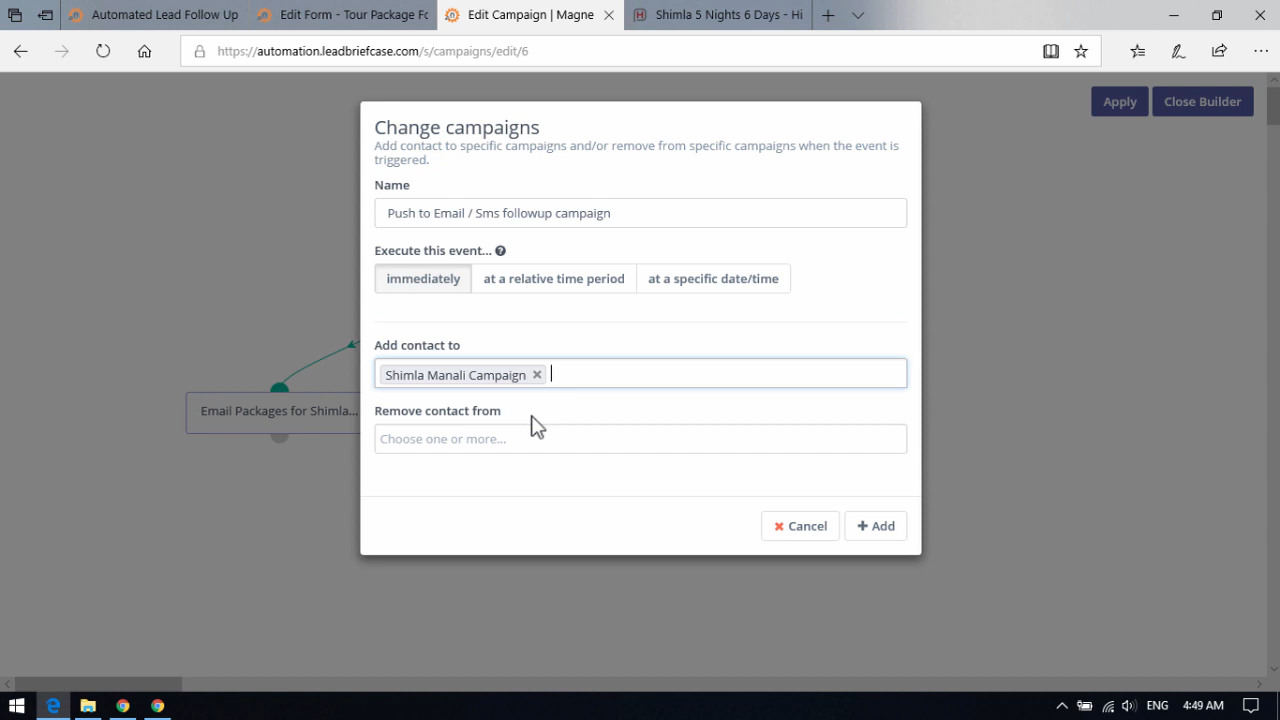 Automated Lead Follow Up
Edit Form - Tour Package Fo
Edit Campaign | Magne
Shimla 5 Nights 6 Days - Hi
https://automation.leadbriefcase.com/s/campaigns/edit/6
Apply
Close Builder
Change campaigns
Add contact to specific campaigns and/or remove from specific campaigns when the event is
triggered.
Name
Push to Email / Sms followup campaign
Execute this event...
immediately
at a relative time period
at a specific date/time
Add contact to
Shimla Manali Campaign
Email Packages for Shimla...
Remove contact from
Choose one or more...
Cancel
Add
ENG
4:49 AM